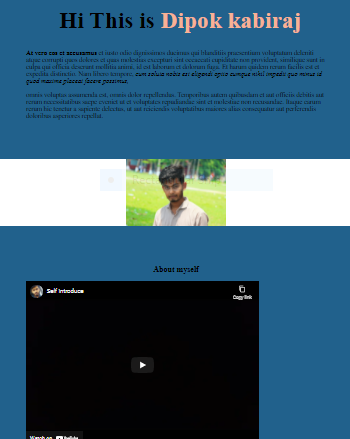 Hi This is Dipok kabiraj
At vero eos et accusamus et iusto odio dignissimos ducimus qui blanditiis praesentium voluptatum deleniti
atque corrupti quos dolores et quas molestias excepturi sint occaecati cupiditate non provident, similique sunt in
culpa qui officia deserunt mollitia animi, id est laborum et dolorum fuga. Et harum quidem rerum facilis est et
expedita distinctio. Nam libero tempore, cum soluta nobis est eligendi optio cumque nihil impedit quo minus id
quod maxime placeat facere possimus,
omnis voluptas assumenda est, omnis dolor repellendus. Temporibus autem quibusdam et aut officiis debitis aut
rerum necessitatibus saepe eveniet ut et voluptates repudiandae sint et molestiae non recusandae. Itaque earum
rerum hic tenetur a sapiente delectus, ut aut reiciendis voluptatibus maiores alias consequatur aut perferendis
doloribus asperiores repellat.
About myself
Self Introduce
Copy link
Watch on YouTube